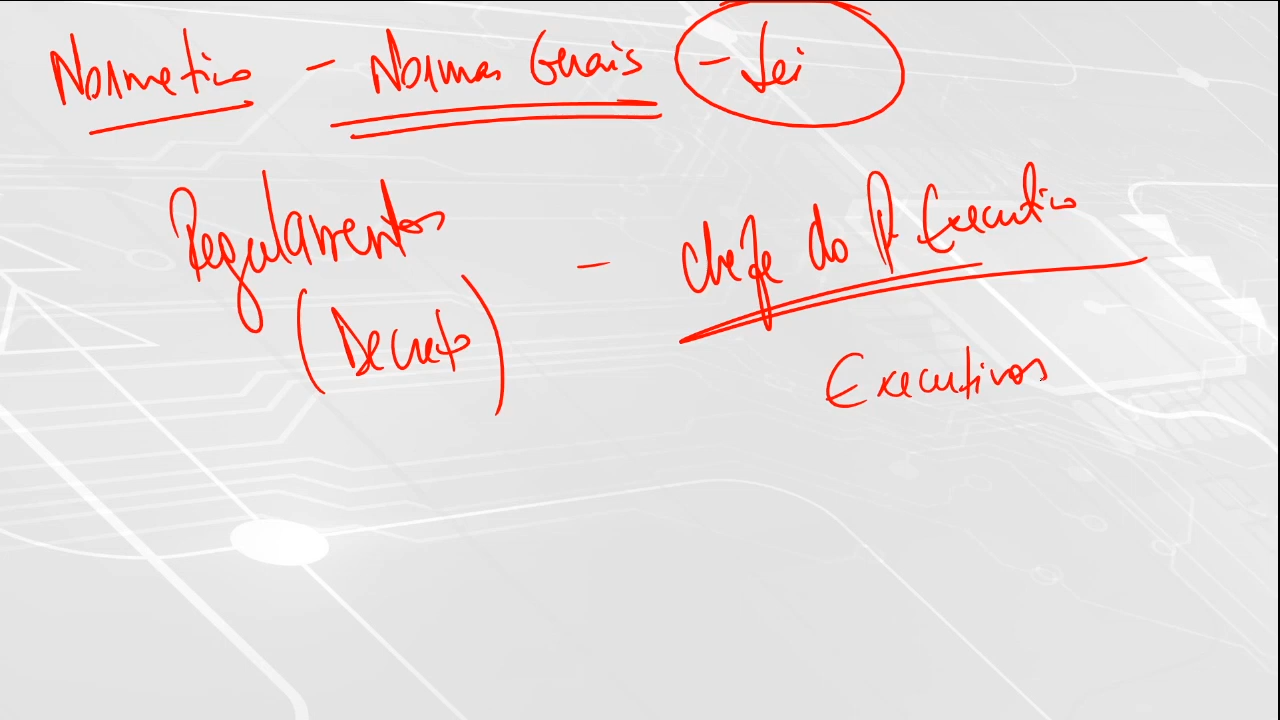 Normativo - Normas Gerais - Lei
Regulamentos - Chefe do P. Executivo
(Decreto)
Executivos